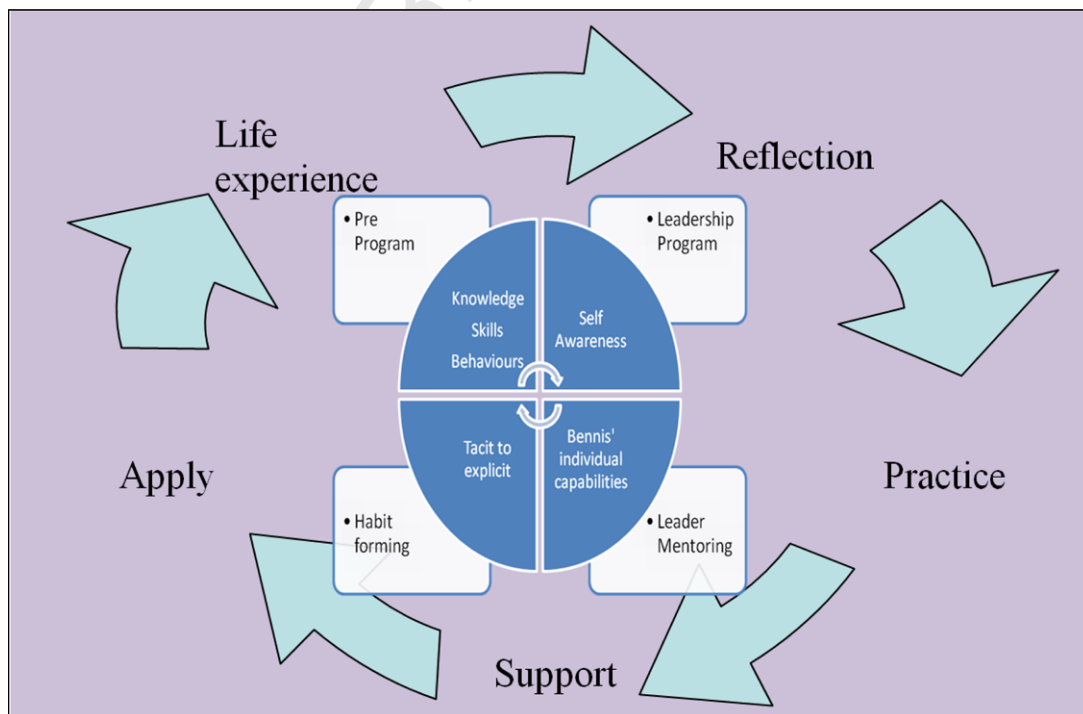 Life
experience
Reflection
• Pre
Program
• Leadership
Program
Knowledge
Skills
Behaviours
Self
Awareness
Tacit to
explicit
Bennis'
individual
capabilities
Apply
Practice
• Habit
forming
• Leader
Mentoring
Support